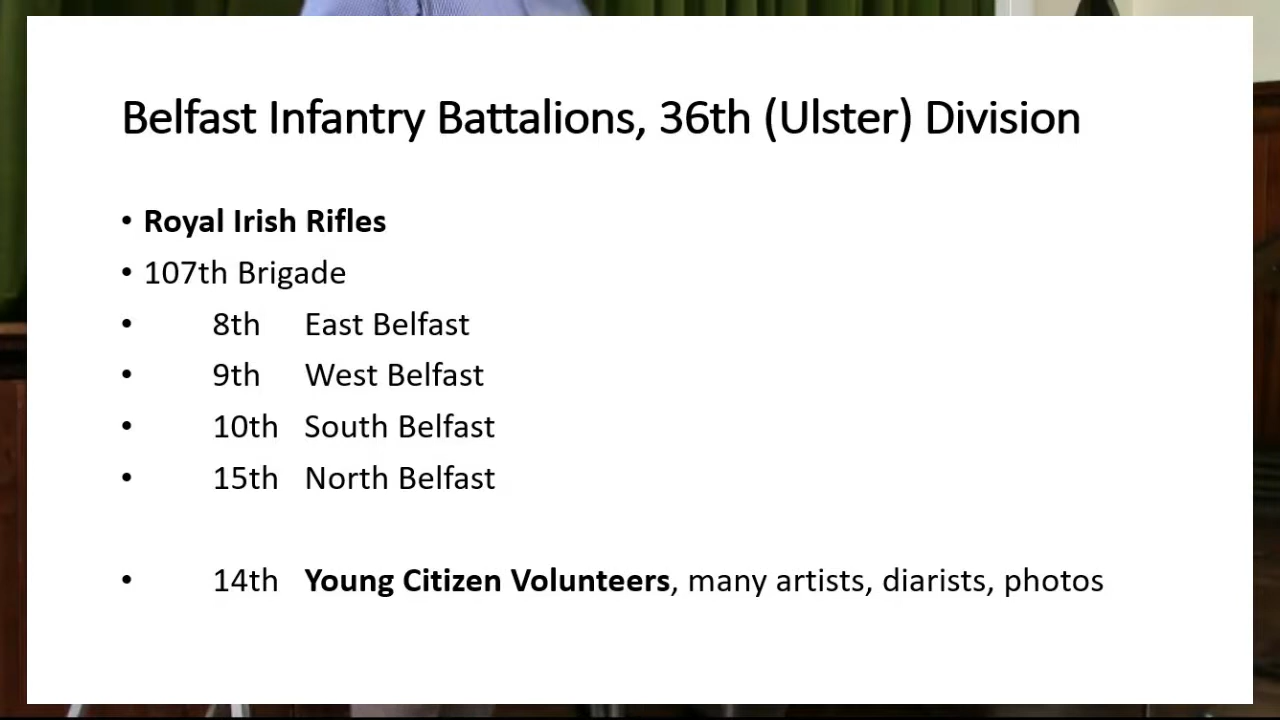 Belfast Infantry Battalions, 36th (Ulster) Division
• Royal Irish Rifles
• 107th Brigade
• 8th East Belfast
• 9th West Belfast
• 10th South Belfast
• 15th North Belfast
• 14th Young Citizen Volunteers, many artists, diarists, photos